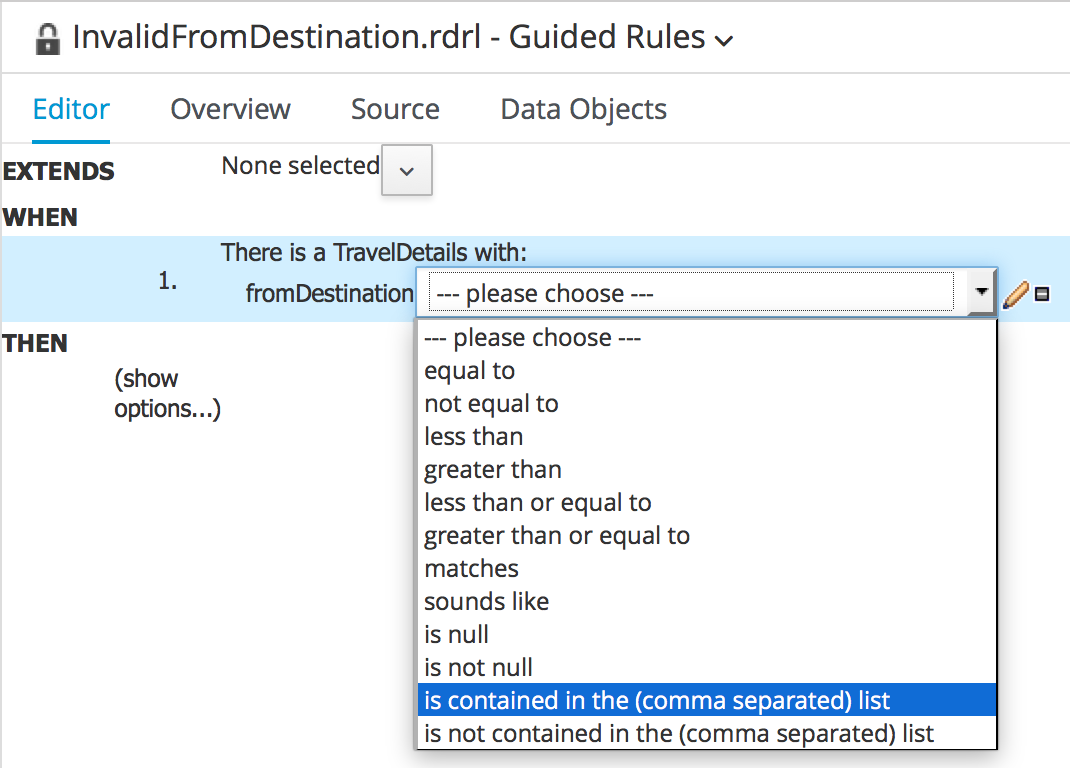 InvalidFromDestination.rdrl - Guided Rules
Editor Overview Source Data Objects
EXTENDS None selected
WHEN
There is a TravelDetails with:
1. fromDestination --- please choose ---
--- please choose ---
equal to
not equal to
less than
greater than
less than or equal to
greater than or equal to
matches
sounds like
is null
is not null
is contained in the (comma separated) list
is not contained in the (comma separated) list
THEN
(show
options...)